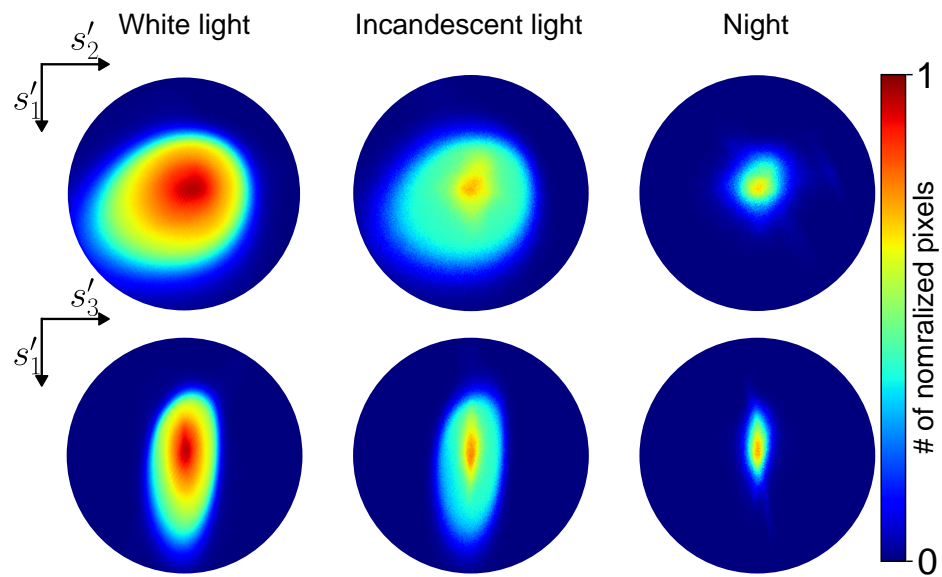 White light
Incandescent light
Night
s′₂
s′₁
1
s′₃
s′₁
# of nomralized pixels
0